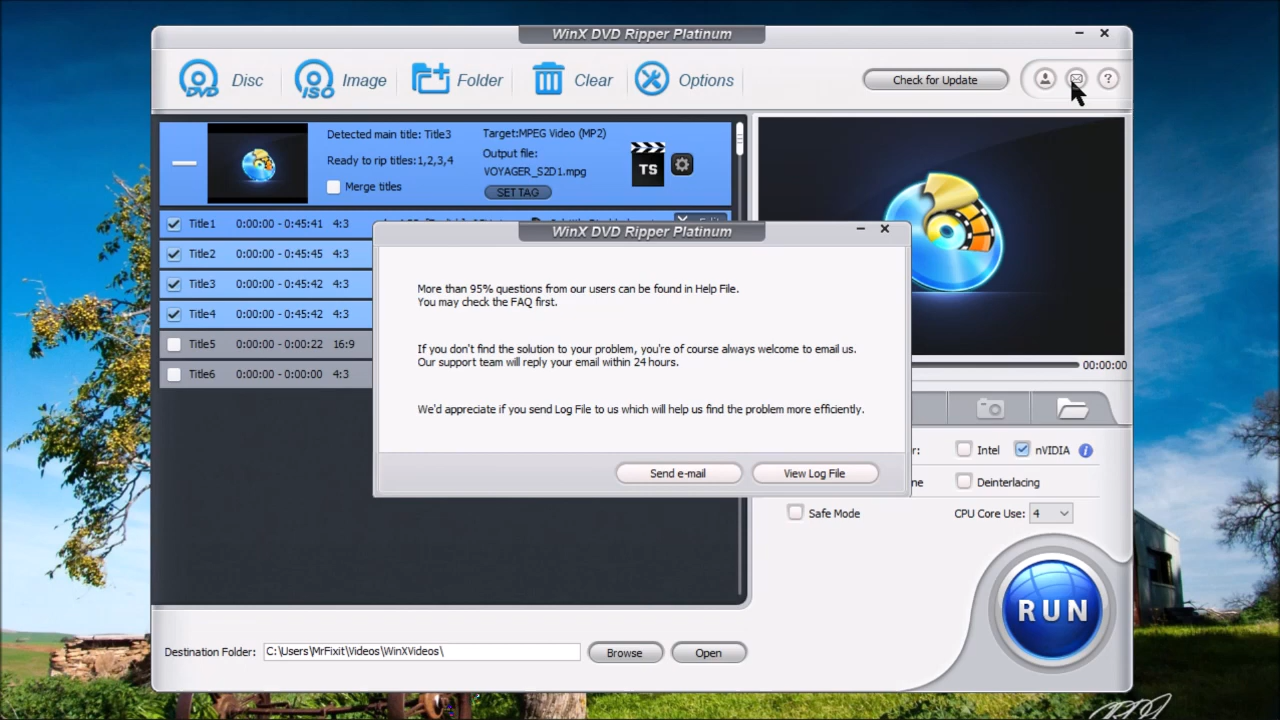 WinX DVD Ripper Platinum
DVD Disc
ISO Image
Folder
Clear
Options
Check for Update
?
Detected main title: Title3
Ready to rip titles:1,2,3,4
Merge titles
Target:MPEG Video (MP2)
Output file:
VOYAGER_S2D1.mpg
SET TAG
TS
Title1 0:00:00 - 0:45:41 4:3
Title2 0:00:00 - 0:45:45 4:3
Title3 0:00:00 - 0:45:42 4:3
Title4 0:00:00 - 0:45:42 4:3
Title5 0:00:00 - 0:00:22 16:9
Title6 0:00:00 - 0:00:00 4:3
WinX DVD Ripper Platinum
More than 95% questions from our users can be found in Help File.
You may check the FAQ first.
If you don't find the solution to your problem, you're of course always welcome to email us.
Our support team will reply your email within 24 hours.
We'd appreciate if you send Log File to us which will help us find the problem more efficiently.
Send e-mail
View Log File
00:00:00
Intel
nVIDIA
Deinterlacing
Safe Mode
CPU Core Use: 4
RUN
Destination Folder: C:\Users\MrFixit\Videos\WinXVideos\
Browse
Open